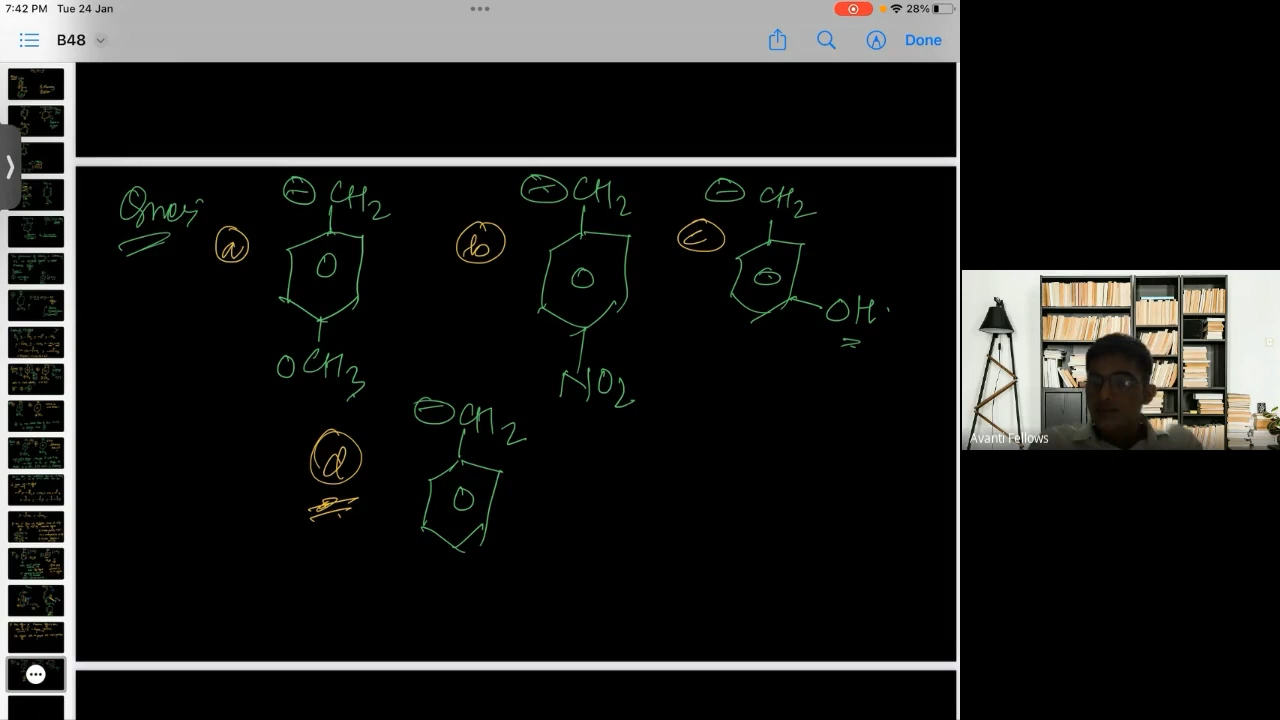 7:42 PM Tue 24 Jan
28%
B48
Done
Ques
⊖ CH2
a
OCH3
⊖ CH2
b
NO2
⊖ CH2
c
OH
d
⊖ CH2
Avanti Fellows